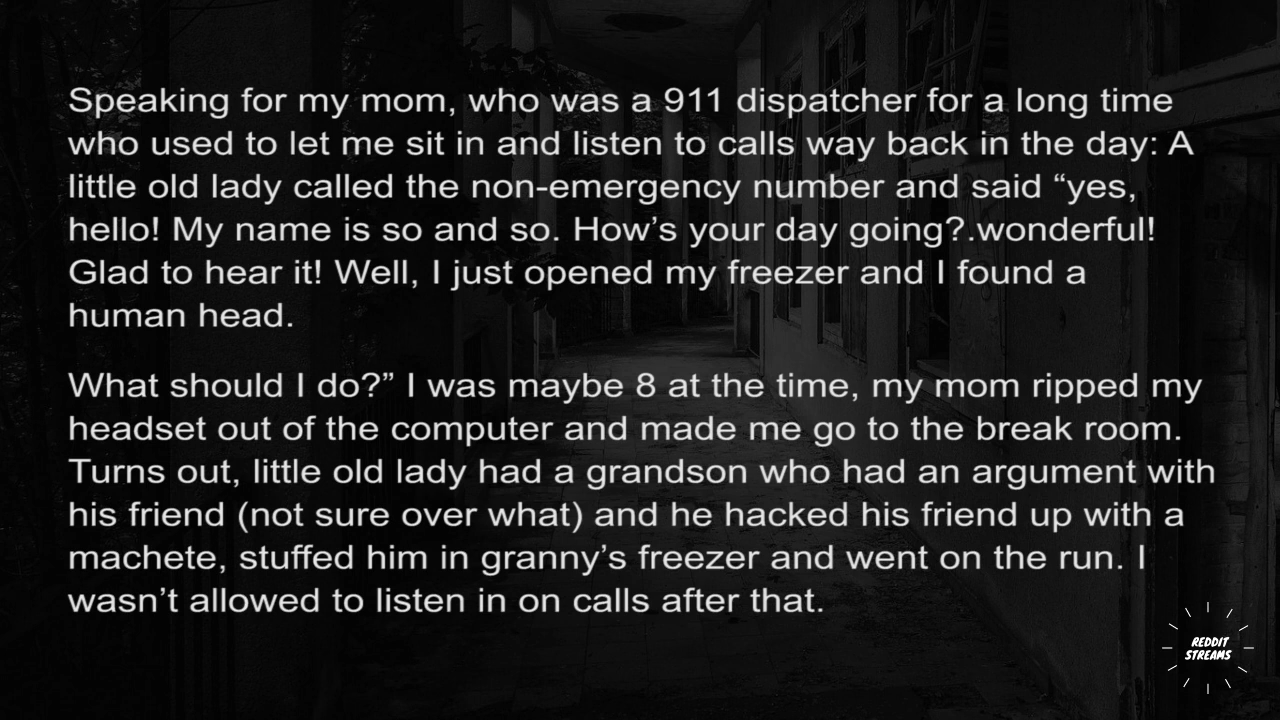 Speaking for my mom, who was a 911 dispatcher for a long time
who used to let me sit in and listen to calls way back in the day: A
little old lady called the non-emergency number and said “yes,
hello! My name is so and so. How’s your day going?.wonderful!
Glad to hear it! Well, I just opened my freezer and I found a
human head.
What should I do?” I was maybe 8 at the time, my mom ripped my
headset out of the computer and made me go to the break room.
Turns out, little old lady had a grandson who had an argument with
his friend (not sure over what) and he hacked his friend up with a
machete, stuffed him in granny’s freezer and went on the run. I
wasn’t allowed to listen in on calls after that.
REDDIT
STREAMS